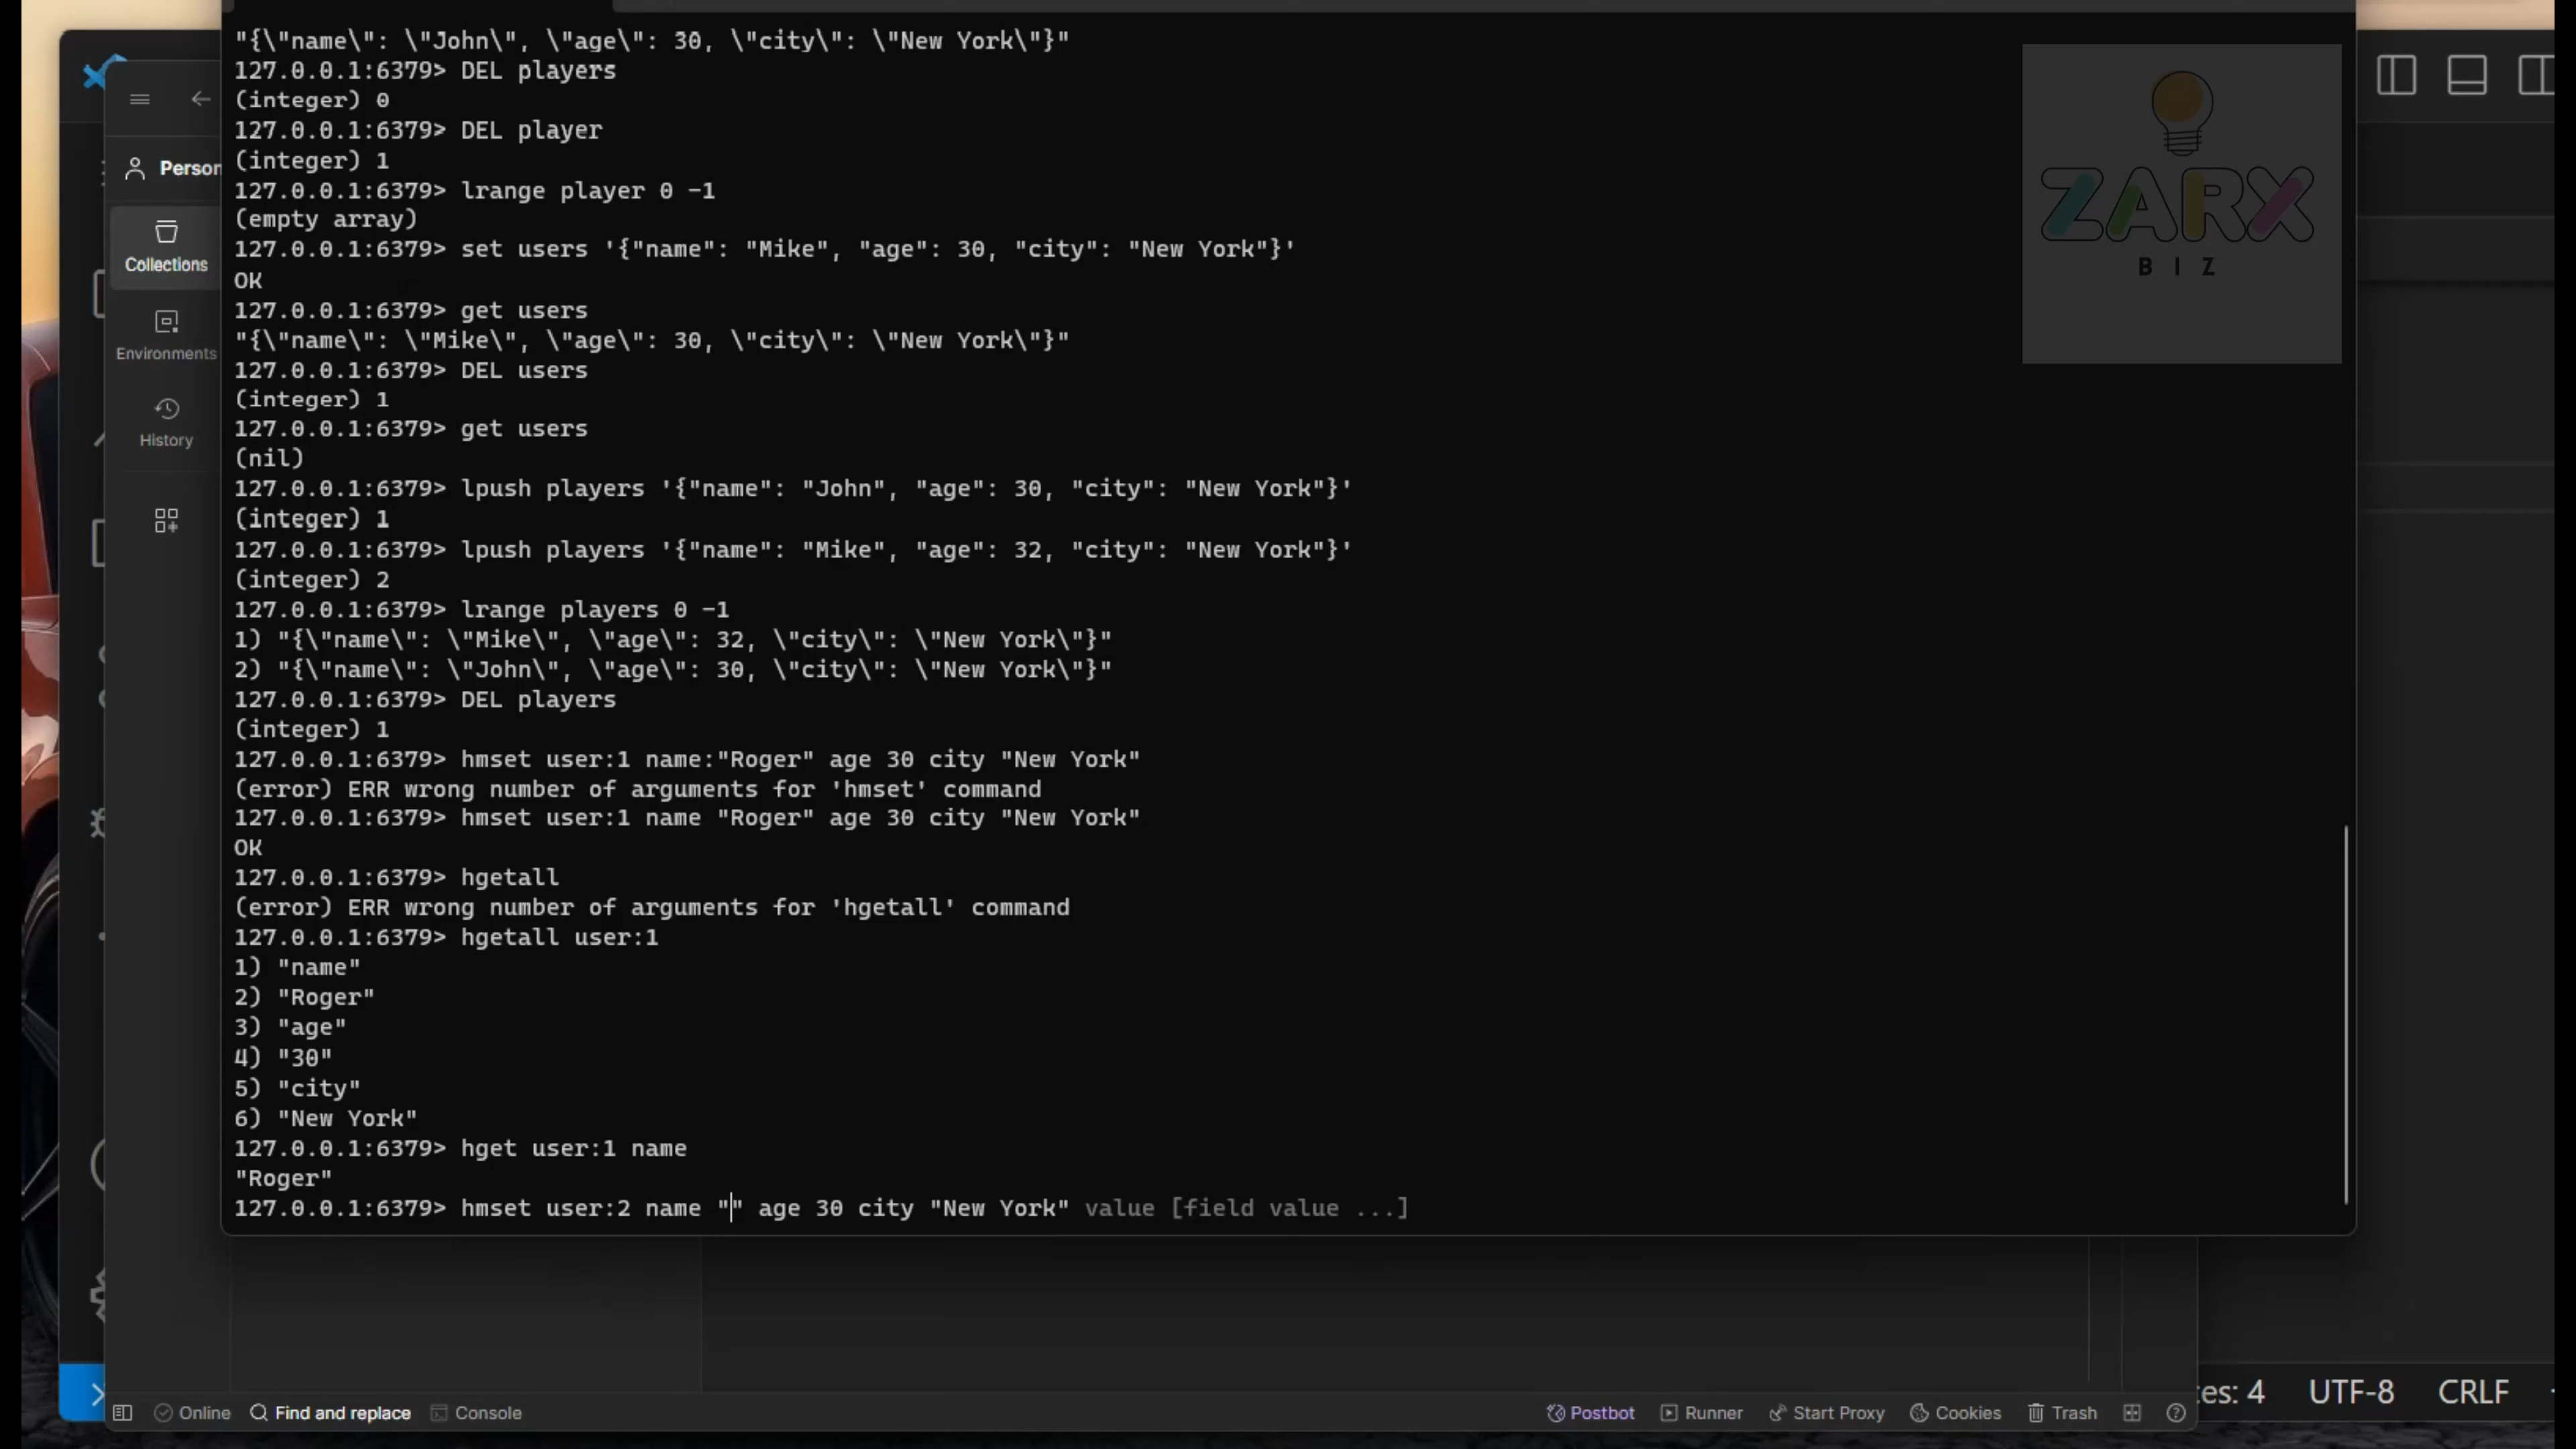 "{\"name\": \"John\", \"age\": 30, \"city\": \"New York\"}"
127.0.0.1:6379> DEL players
(integer) 0
127.0.0.1:6379> DEL player
(integer) 1
127.0.0.1:6379> lrange player 0 -1
(empty array)
127.0.0.1:6379> set users '{"name": "Mike", "age": 30, "city": "New York"}'
OK
127.0.0.1:6379> get users
"{\"name\": \"Mike\", \"age\": 30, \"city\": \"New York\"}"
127.0.0.1:6379> DEL users
(integer) 1
127.0.0.1:6379> get users
(nil)
127.0.0.1:6379> lpush players '{"name": "John", "age": 30, "city": "New York"}'
(integer) 1
127.0.0.1:6379> lpush players '{"name": "Mike", "age": 32, "city": "New York"}'
(integer) 2
127.0.0.1:6379> lrange players 0 -1
1) "{\"name\": \"Mike\", \"age\": 32, \"city\": \"New York\"}"
2) "{\"name\": \"John\", \"age\": 30, \"city\": \"New York\"}"
127.0.0.1:6379> DEL players
(integer) 1
127.0.0.1:6379> hmset user:1 name:"Roger" age 30 city "New York"
(error) ERR wrong number of arguments for 'hmset' command
127.0.0.1:6379> hmset user:1 name "Roger" age 30 city "New York"
OK
127.0.0.1:6379> hgetall
(error) ERR wrong number of arguments for 'hgetall' command
127.0.0.1:6379> hgetall user:1
1) "name"
2) "Roger"
3) "age"
4) "30"
5) "city"
6) "New York"
127.0.0.1:6379> hget user:1 name
"Roger"
127.0.0.1:6379> hmset user:2 name "" age 30 city "New York" value [field value ...]
ZARX
BIZ
Person
Collections
Environments
History
Online
Find and replace
Console
Postbot
Runner
Start Proxy
Cookies
Trash
es: 4
UTF-8
CRLF